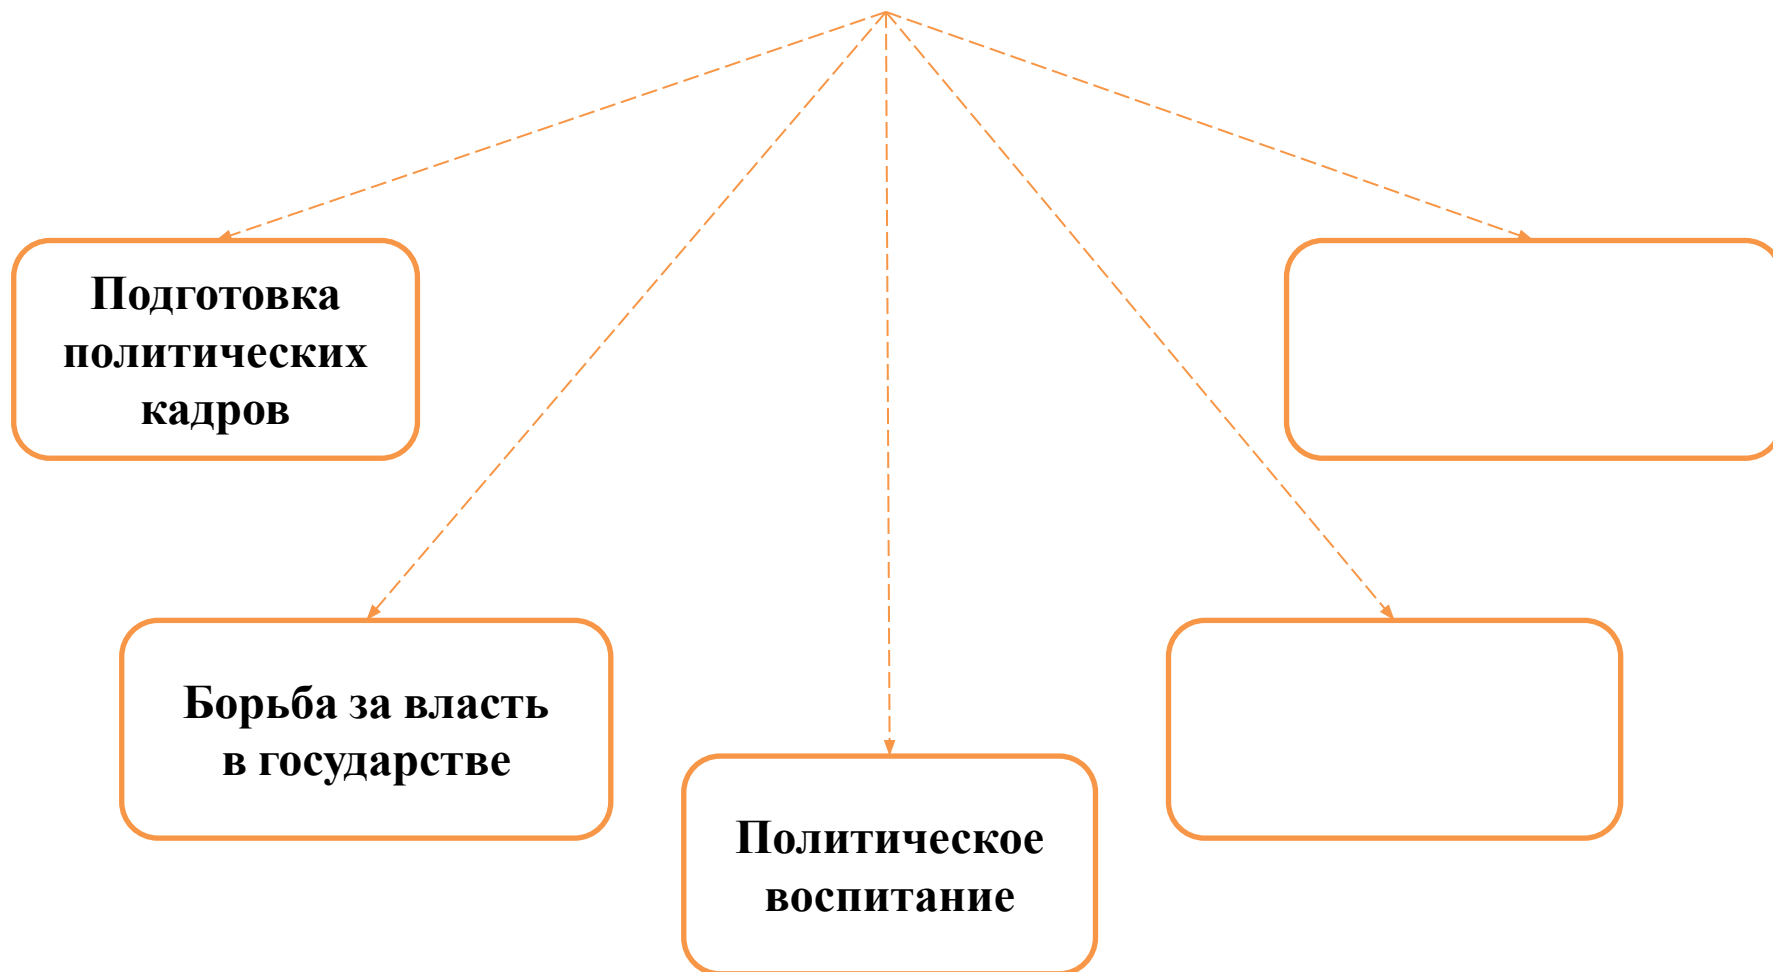 Подготовка
политических
кадров
Борьба за власть
в государстве
Политическое
воспитание